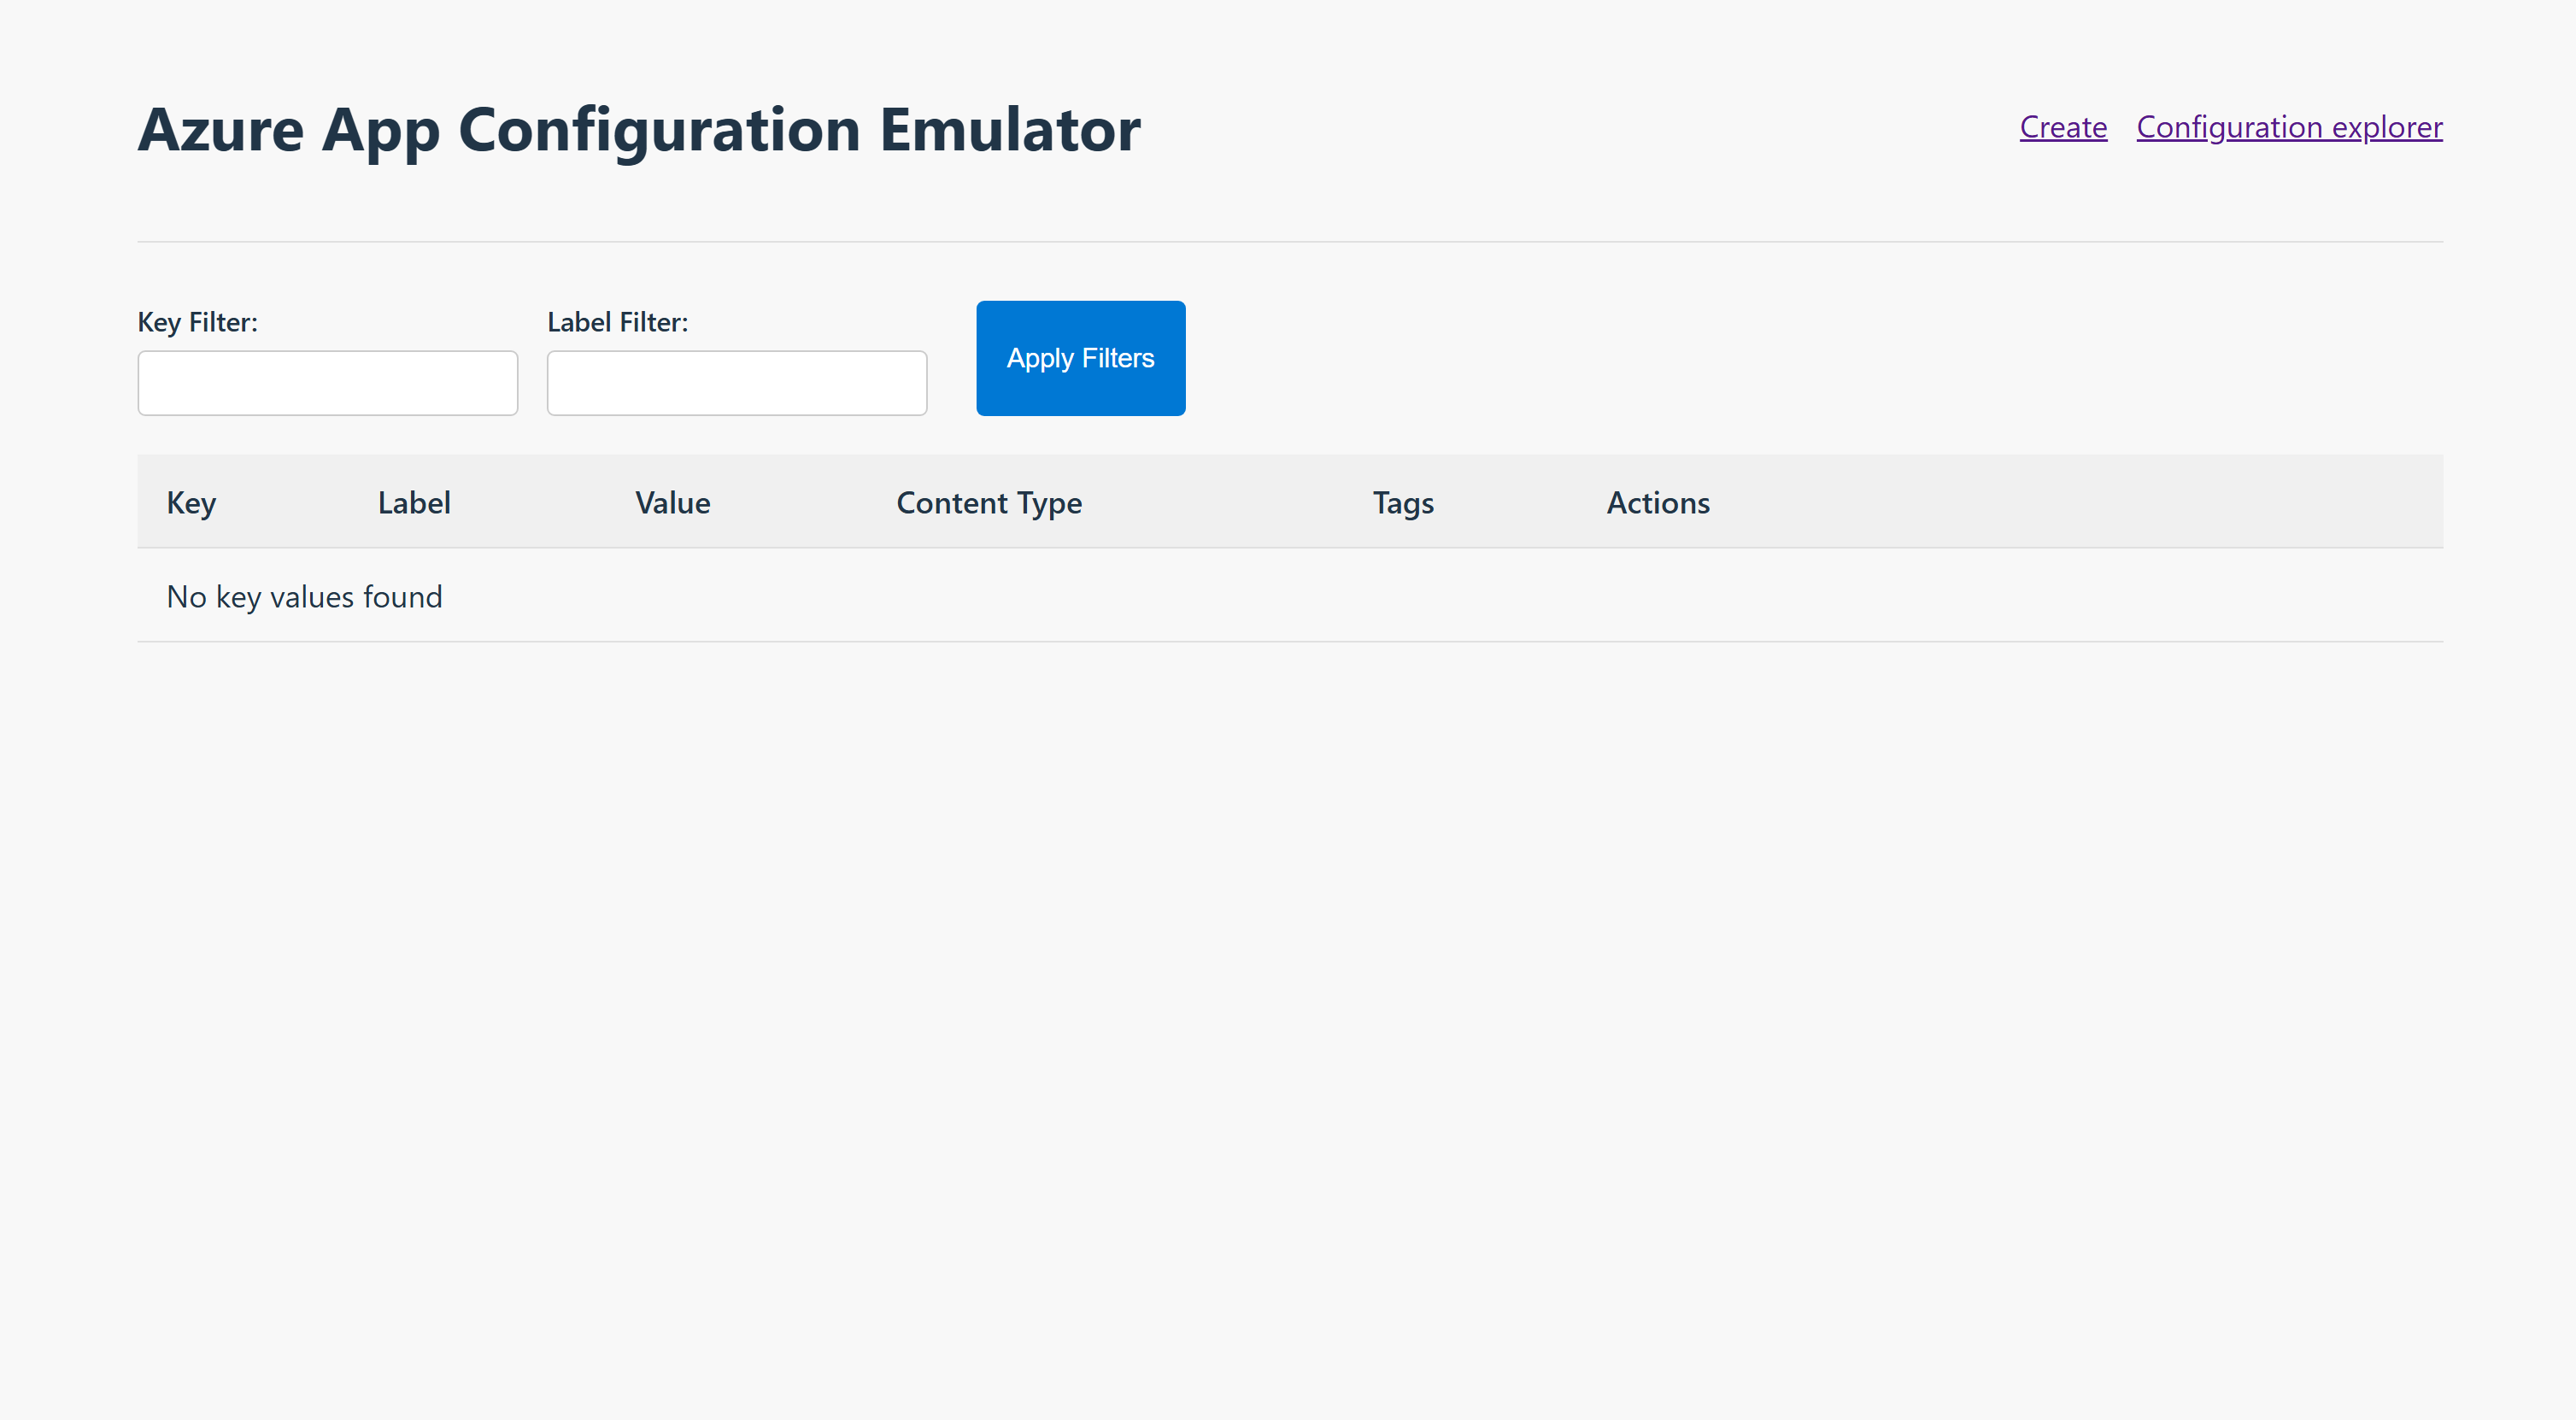 Azure App Configuration Emulator
Create Configuration explorer
Key Filter: Label Filter:
Apply Filters
Key Label Value Content Type Tags Actions
No key values found